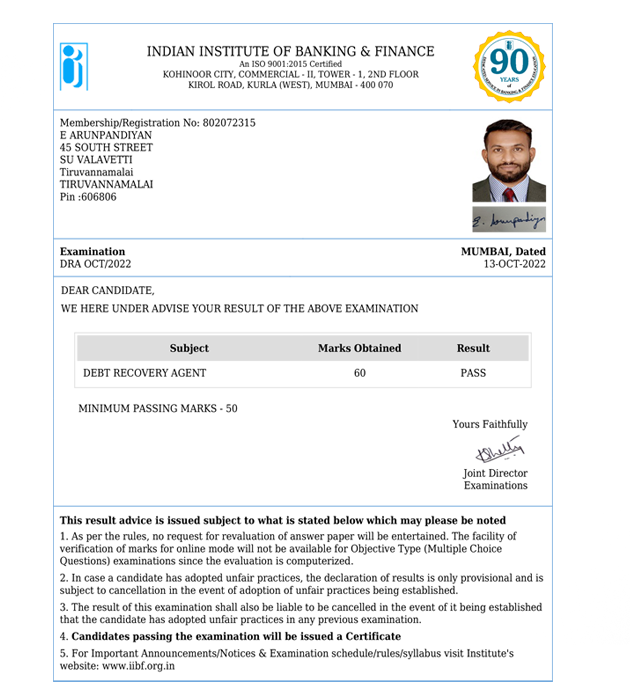 INDIAN INSTITUTE OF BANKING & FINANCE
An ISO 9001:2015 Certified
KOHINOOR CITY, COMMERCIAL - II, TOWER - 1, 2ND FLOOR
KIROL ROAD, KURLA (WEST), MUMBAI - 400 070
90
YEARS
of
Membership/Registration No: 802072315
E ARUNPANDIYAN
45 SOUTH STREET
SU VALAVETTI
Tiruvannamalai
TIRUVANNAMALAI
Pin :606806
E. Arunpandiyan
Examination
DRA OCT/2022
MUMBAI, Dated
13-OCT-2022
DEAR CANDIDATE,
WE HERE UNDER ADVISE YOUR RESULT OF THE ABOVE EXAMINATION
Subject Marks Obtained Result
DEBT RECOVERY AGENT 60 PASS
MINIMUM PASSING MARKS - 50
Yours Faithfully
Joint Director
Examinations
This result advice is issued subject to what is stated below which may please be noted
1. As per the rules, no request for revaluation of answer paper will be entertained. The facility of
verification of marks for online mode will not be available for Objective Type (Multiple Choice
Questions) examinations since the evaluation is computerized.
2. In case a candidate has adopted unfair practices, the declaration of results is only provisional and is
subject to cancellation in the event of adoption of unfair practices being established.
3. The result of this examination shall also be liable to be cancelled in the event of it being established
that the candidate has adopted unfair practices in any previous examination.
4. Candidates passing the examination will be issued a Certificate
5. For Important Announcements/Notices & Examination schedule/rules/syllabus visit Institute's
website: www.iibf.org.in